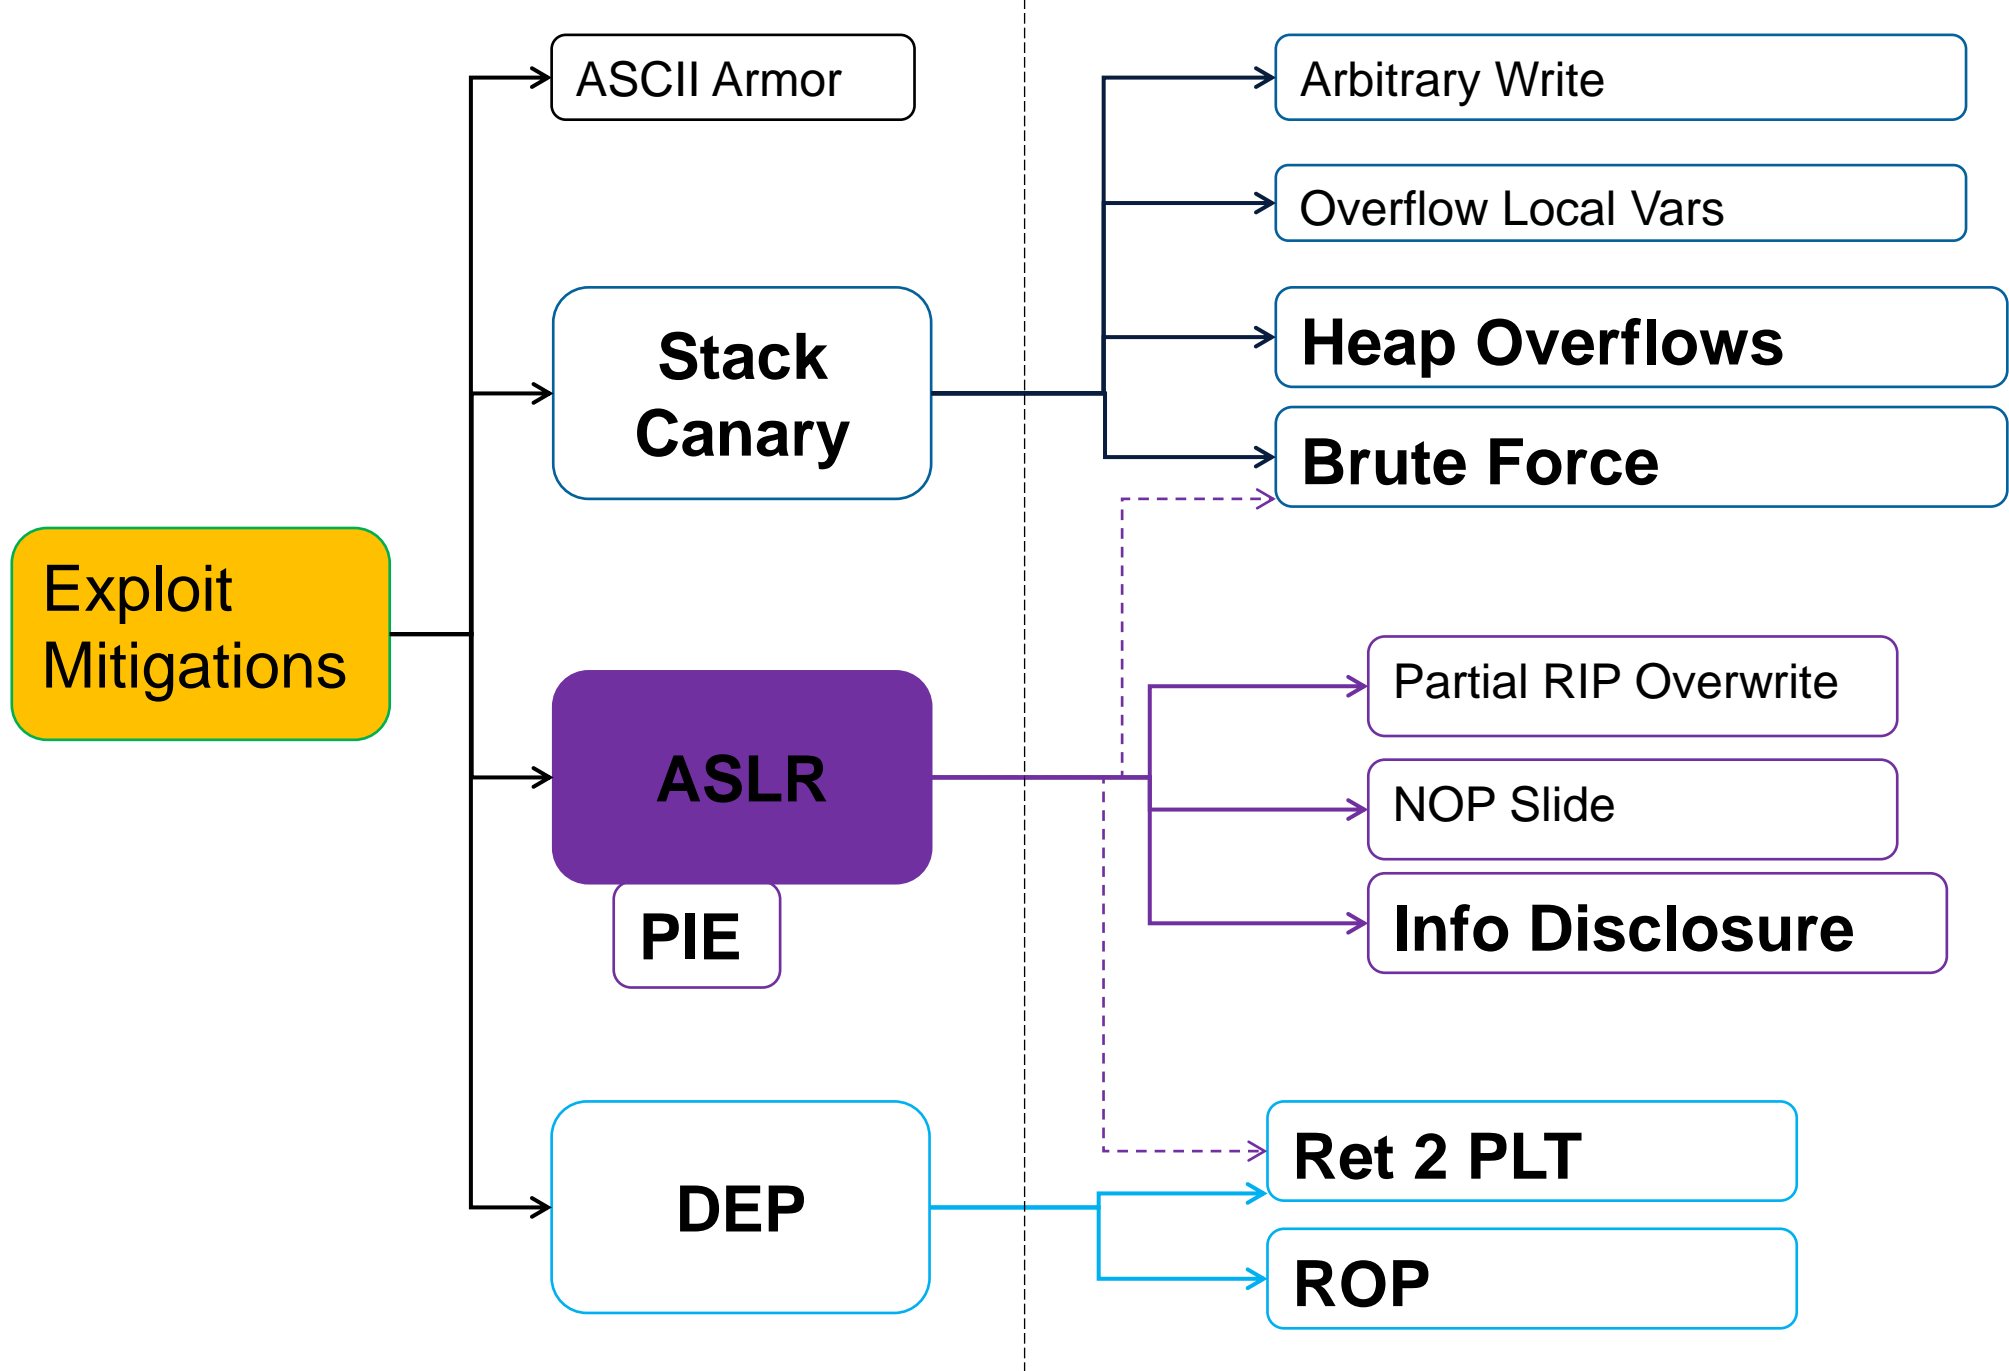 ASCII Armor
Arbitrary Write
Overflow Local Vars
Stack
Canary
Heap Overflows
Brute Force
Exploit
Mitigations
ASLR
PIE
Partial RIP Overwrite
NOP Slide
Info Disclosure
DEP
Ret 2 PLT
ROP